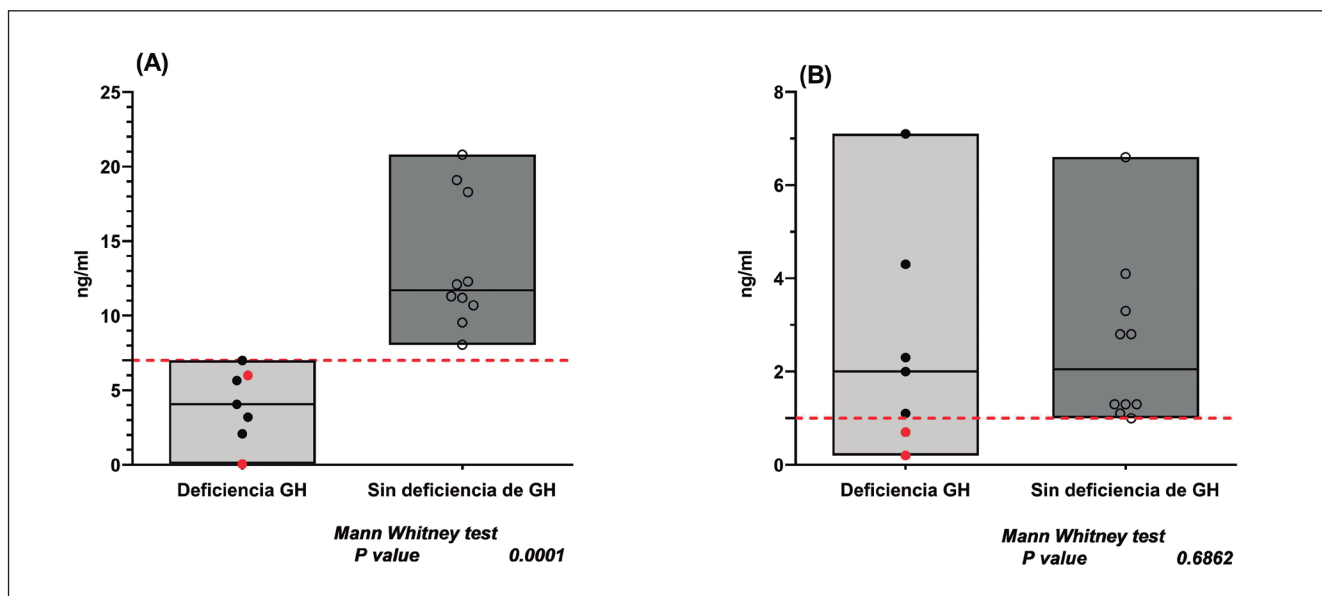 (A)
25
20
15
10
5
0
ng/ml
Deficiencia GH
Sin deficiencia de GH
Mann Whitney test
P value 0.0001
(B)
8
6
4
2
0
ng/ml
Deficiencia GH
Sin deficiencia de GH
Mann Whitney test
P value 0.6862